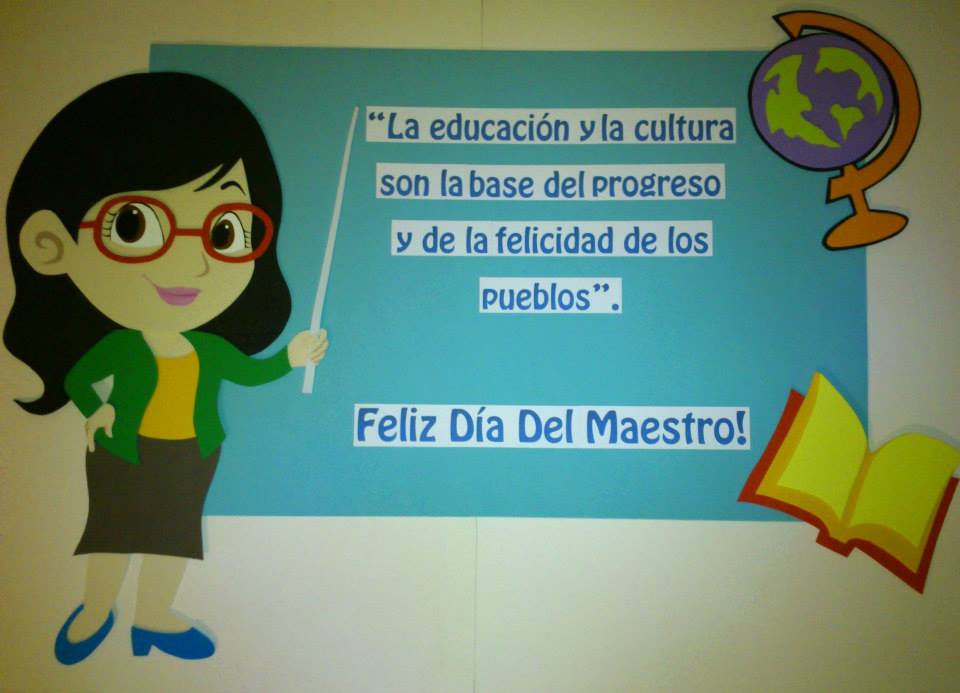 “La educación y la cultura
son la base del progreso
y de la felicidad de los
pueblos”.
Feliz Día Del Maestro!